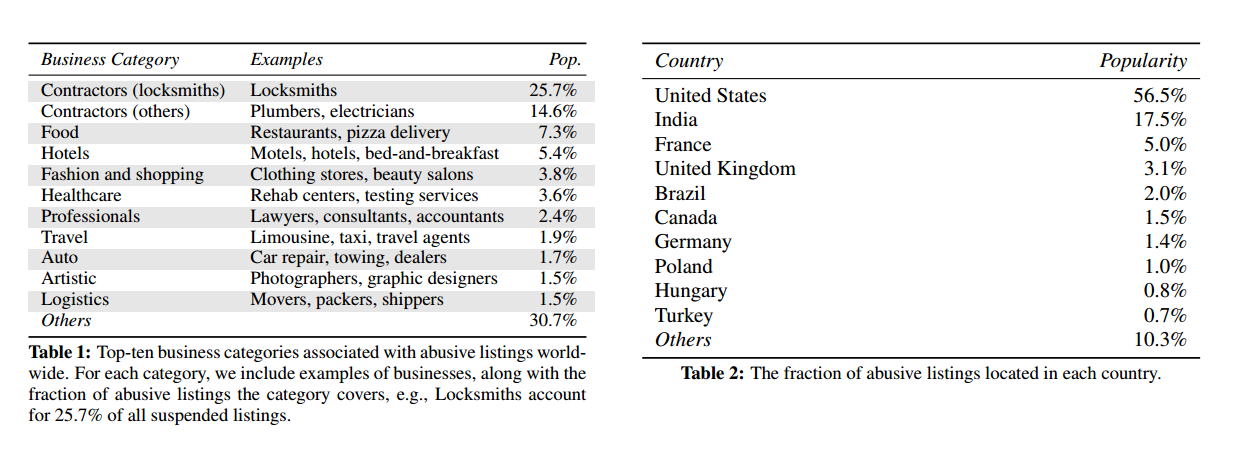 Business Category Examples Pop.
Contractors (locksmiths) Locksmiths 25.7%
Contractors (others) Plumbers, electricians 14.6%
Food Restaurants, pizza delivery 7.3%
Hotels Motels, hotels, bed-and-breakfast 5.4%
Fashion and shopping Clothing stores, beauty salons 3.8%
Healthcare Rehab centers, testing services 3.6%
Professionals Lawyers, consultants, accountants 2.4%
Travel Limousine, taxi, travel agents 1.9%
Auto Car repair, towing, dealers 1.7%
Artistic Photographers, graphic designers 1.5%
Logistics Movers, packers, shippers 1.5%
Others 30.7%
Table 1: Top-ten business categories associated with abusive listings world-
wide. For each category, we include examples of businesses, along with the
fraction of abusive listings the category covers, e.g., Locksmiths account
for 25.7% of all suspended listings.
Country Popularity
United States 56.5%
India 17.5%
France 5.0%
United Kingdom 3.1%
Brazil 2.0%
Canada 1.5%
Germany 1.4%
Poland 1.0%
Hungary 0.8%
Turkey 0.7%
Others 10.3%
Table 2: The fraction of abusive listings located in each country.